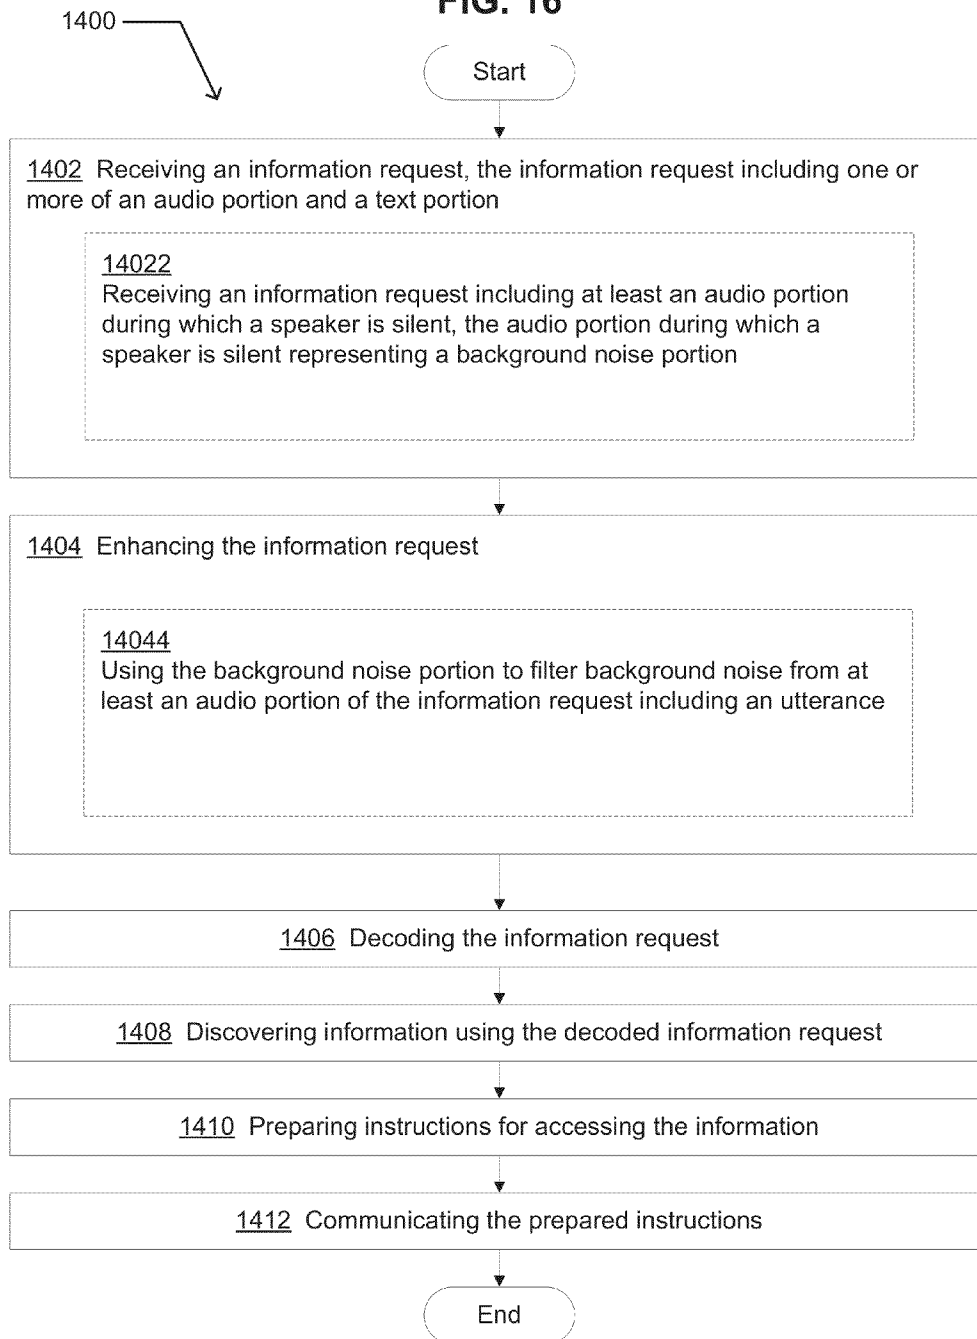 FIG. 16
1400
Start
1402 Receiving an information request, the information request including one or
more of an audio portion and a text portion
14022
Receiving an information request including at least an audio portion
during which a speaker is silent, the audio portion during which a
speaker is silent representing a background noise portion
1404 Enhancing the information request
14044
Using the background noise portion to filter background noise from at
least an audio portion of the information request including an utterance
1406 Decoding the information request
1408 Discovering information using the decoded information request
1410 Preparing instructions for accessing the information
1412 Communicating the prepared instructions
End